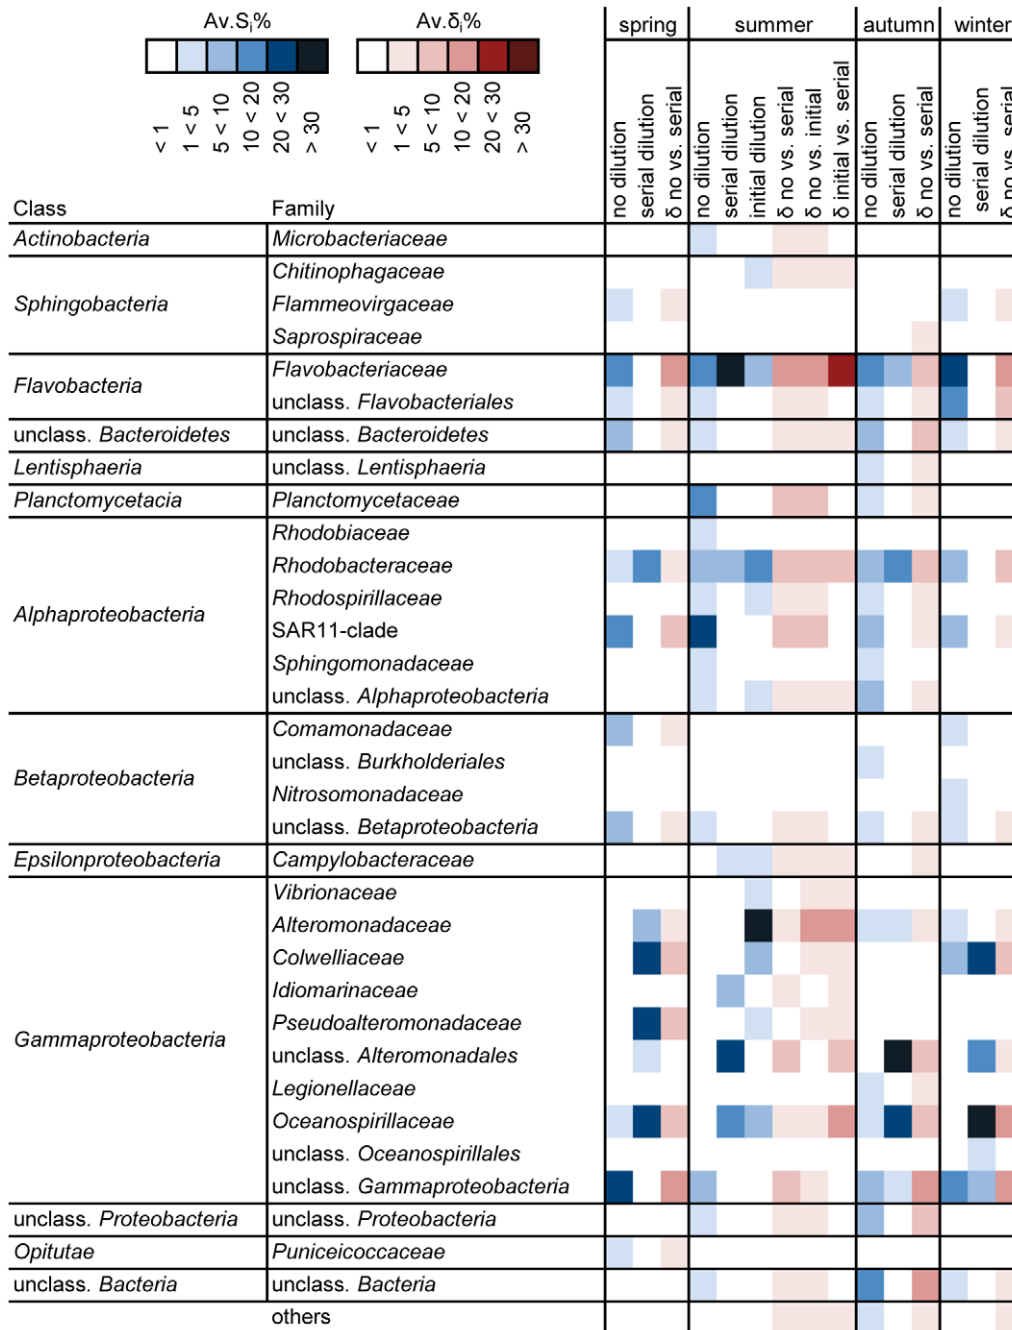 Av.Si% Av.δi%
< 1 1 < 5 5 < 10 10 < 20 20 < 30 > 30 < 1 1 < 5 5 < 10 10 < 20 20 < 30 > 30
spring summer autumn winter
no dilution serial dilution δ no vs. serial no dilution serial dilution initial dilution δ no vs. serial δ no vs. initial δ initial vs. serial no dilution serial dilution δ no vs. serial no dilution serial dilution δ no vs. serial
Class Family
Actinobacteria Microbacteriaceae
Sphingobacteria Chitinophagaceae
Flammeovirgaceae
Saprospiraceae
Flavobacteria Flavobacteriaceae
unclass. Flavobacteriales
unclass. Bacteroidetes unclass. Bacteroidetes
Lentisphaeria unclass. Lentisphaeria
Planctomycetacia Planctomycetaceae
Alphaproteobacteria Rhodobiaceae
Rhodobacteraceae
Rhodospirillaceae
SAR11-clade
Sphingomonadaceae
unclass. Alphaproteobacteria
Betaproteobacteria Comamonadaceae
unclass. Burkholderiales
Nitrosomonadaceae
unclass. Betaproteobacteria
Epsilonproteobacteria Campylobacteraceae
Gammaproteobacteria Vibrionaceae
Alteromonadaceae
Colwelliaceae
Idiomarinaceae
Pseudoalteromonadaceae
unclass. Alteromonadales
Legionellaceae
Oceanospirillaceae
unclass. Oceanospirillales
unclass. Gammaproteobacteria
unclass. Proteobacteria unclass. Proteobacteria
Opitutae Puniceicoccaceae
unclass. Bacteria unclass. Bacteria
others